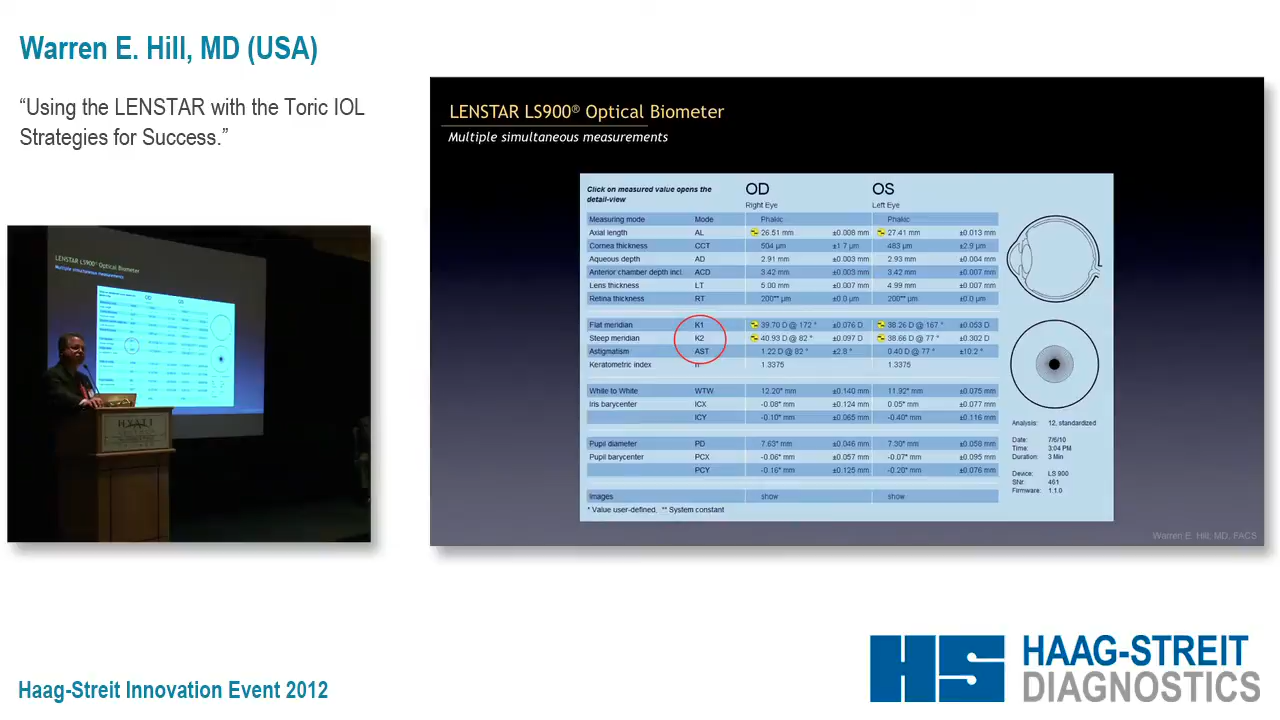 Warren E. Hill, MD (USA)
“Using the LENSTAR with the Toric IOL
Strategies for Success.”
LENSTAR LS900® Optical Biometer
Multiple simultaneous measurements
Click on measured value opens the
detail-view
OD OS
Right Eye Left Eye
Measuring mode Mode Phakic Phakic
Axial length AL 26.51 mm ±0.008 mm 27.41 mm ±0.013 mm
Cornea thickness CCT 504 µm ±1.7 µm 483 µm ±2.9 µm
Aqueous depth AD 2.91 mm ±0.003 mm 2.93 mm ±0.004 mm
Anterior chamber depth incl. ACD 3.42 mm ±0.003 mm 3.42 mm ±0.007 mm
Lens thickness LT 5.00 mm ±0.007 mm 4.99 mm ±0.007 mm
Retina thickness RT 200** µm ±0.0 µm 200** µm ±0.0 µm
Flat meridian K1 39.70 D @ 172 ° ±0.076 D 38.26 D @ 167 ° ±0.053 D
Steep meridian K2 40.93 D @ 82 ° ±0.097 D 38.66 D @ 77 ° ±0.302 D
Astigmatism AST 1.22 D @ 82 ° ±2.8 ° 0.40 D @ 77 ° ±10.2 °
Keratometric index n 1.3375 1.3375
White to White WTW 12.20* mm ±0.140 mm 11.92* mm ±0.075 mm
Iris barycenter ICX -0.08* mm ±0.124 mm 0.05* mm ±0.077 mm
ICY -0.10* mm ±0.065 mm -0.40* mm ±0.116 mm
Pupil diameter PD 7.63* mm ±0.046 mm 7.30* mm ±0.058 mm
Pupil barycenter PCX -0.06* mm ±0.057 mm -0.07* mm ±0.095 mm
PCY -0.16* mm ±0.125 mm -0.20* mm ±0.076 mm
Images show show
* Value user-defined, ** System constant
Analysis: 12, standardized
Date: 7/6/10
Time: 3:04 PM
Duration: 3 Min
Device: LS 900
SNr: 461
Firmware: 1.1.0
Warren E. Hill, MD, FACS
LENSTAR LS900® Optical Biometer
Multiple simultaneous measurements
OD OS
HYATT
Haag-Streit Innovation Event 2012
HS HAAG-STREIT
DIAGNOSTICS